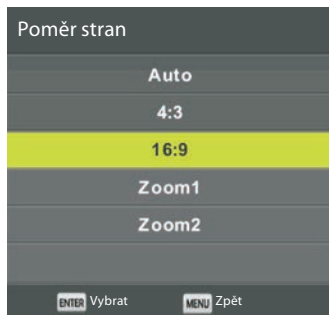 Poměr stran
Auto
4:3
16:9
Zoom1
Zoom2
ENTER Vybrat MENU Zpět